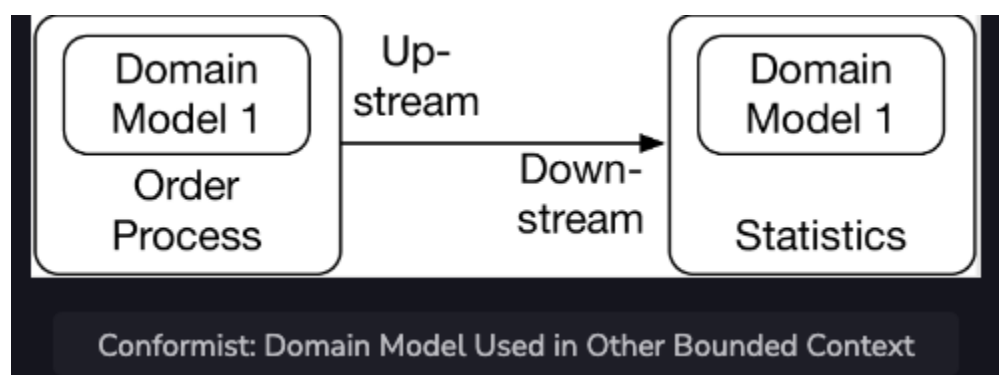 Domain
Model 1
Order
Process
Up-
stream
Down-
stream
Domain
Model 1
Statistics
Conformist: Domain Model Used in Other Bounded Context